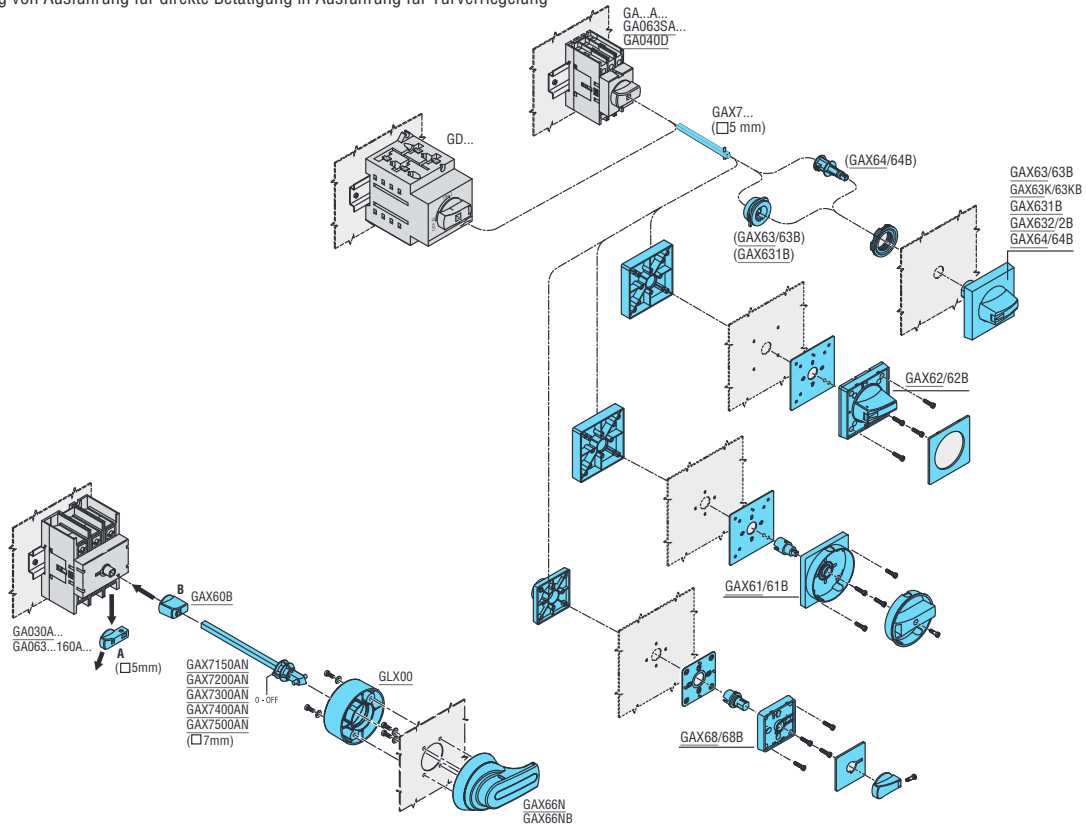 von Ausführung für direkte Betätigung in Ausführung für Türverriegelung
GA...A...
GA063SA...
GA040D
GAX7...
(□5 mm)
GD...
(GAX64/64B)
GAX63/63B
GAX63K/63KB
GAX631B
GAX632/2B
GAX64/64B
(GAX63/63B)
(GAX631B)
GAX62/62B
B
GAX60B
GAX61/61B
GA030A...
GA063...160A...
A
(□5mm)
GAX7150AN
GAX7200AN
GAX7300AN
GAX7400AN
GAX7500AN
(□7mm)
0 - OFF
GLX00
GAX68/68B
GAX66N
GAX66NB